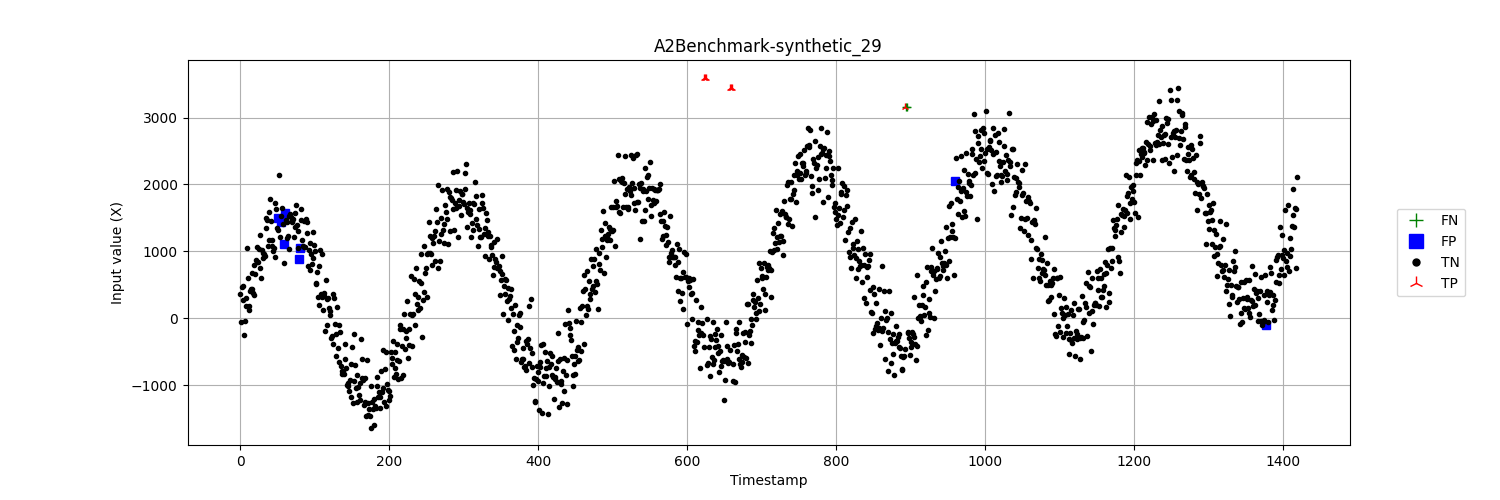 A2Benchmark-synthetic_29
Input value (X)
3000
2000
1000
0
−1000
0 200 400 600 800 1000 1200 1400
Timestamp
FN
FP
TN
TP